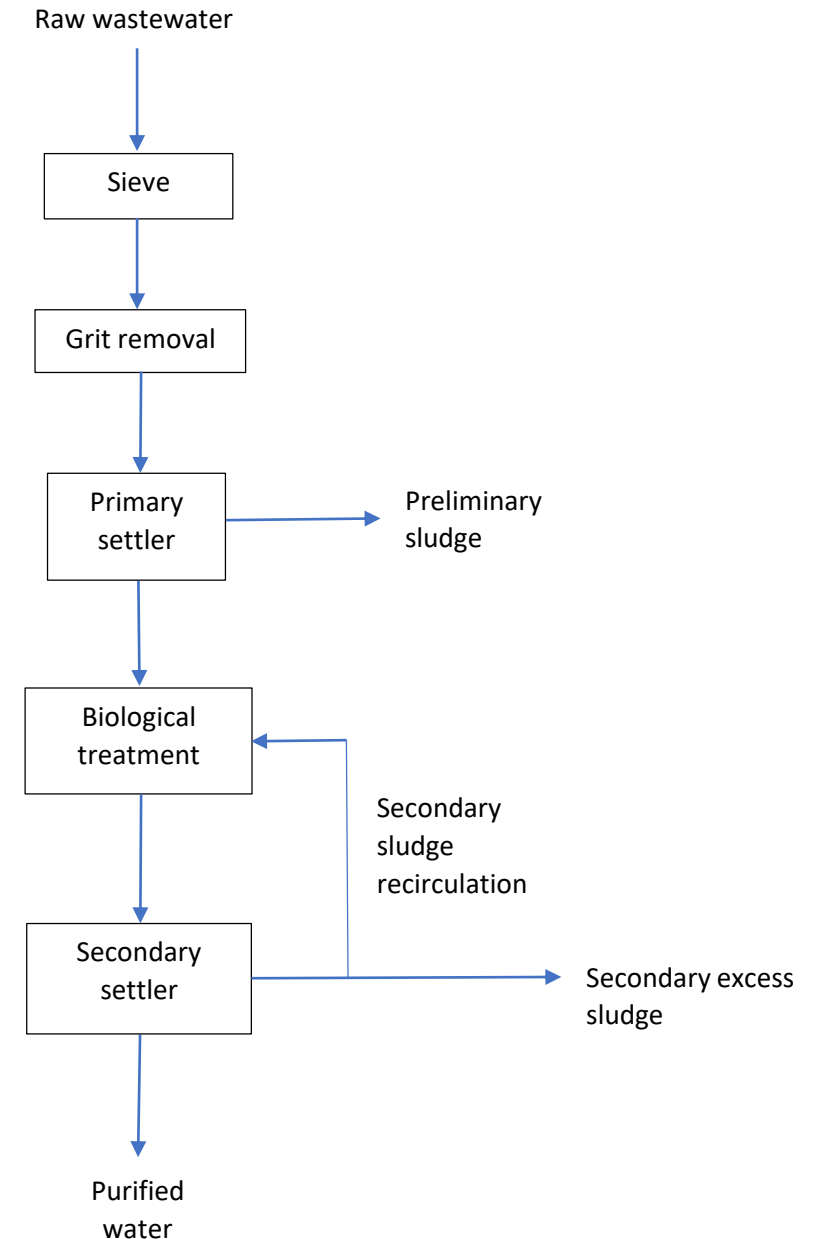 Raw wastewater
Sieve
Grit removal
Primary
settler
Preliminary
sludge
Biological
treatment
Secondary
sludge
recirculation
Secondary
settler
Secondary excess
sludge
Purified
water